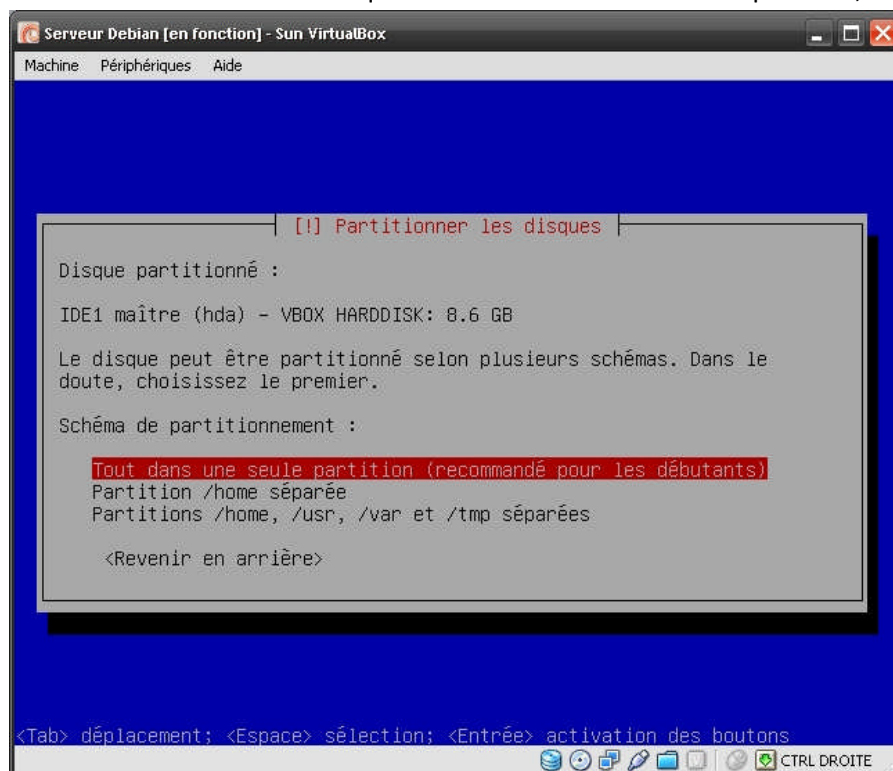 Serveur Debian [en fonction] - Sun VirtualBox
Machine Périphériques Aide
[!] Partitionner les disques
Disque partitionné :
IDE1 maître (hda) - VBOX HARDDISK: 8.6 GB
Le disque peut être partitionné selon plusieurs schémas. Dans le
doute, choisissez le premier.
Schéma de partitionnement :
Tout dans une seule partition (recommandé pour les débutants)
Partition /home séparée
Partitions /home, /usr, /var et /tmp séparées
<Revenir en arrière>
<Tab> déplacement; <Espace> sélection; <Entrée> activation des boutons
CTRL DROITE